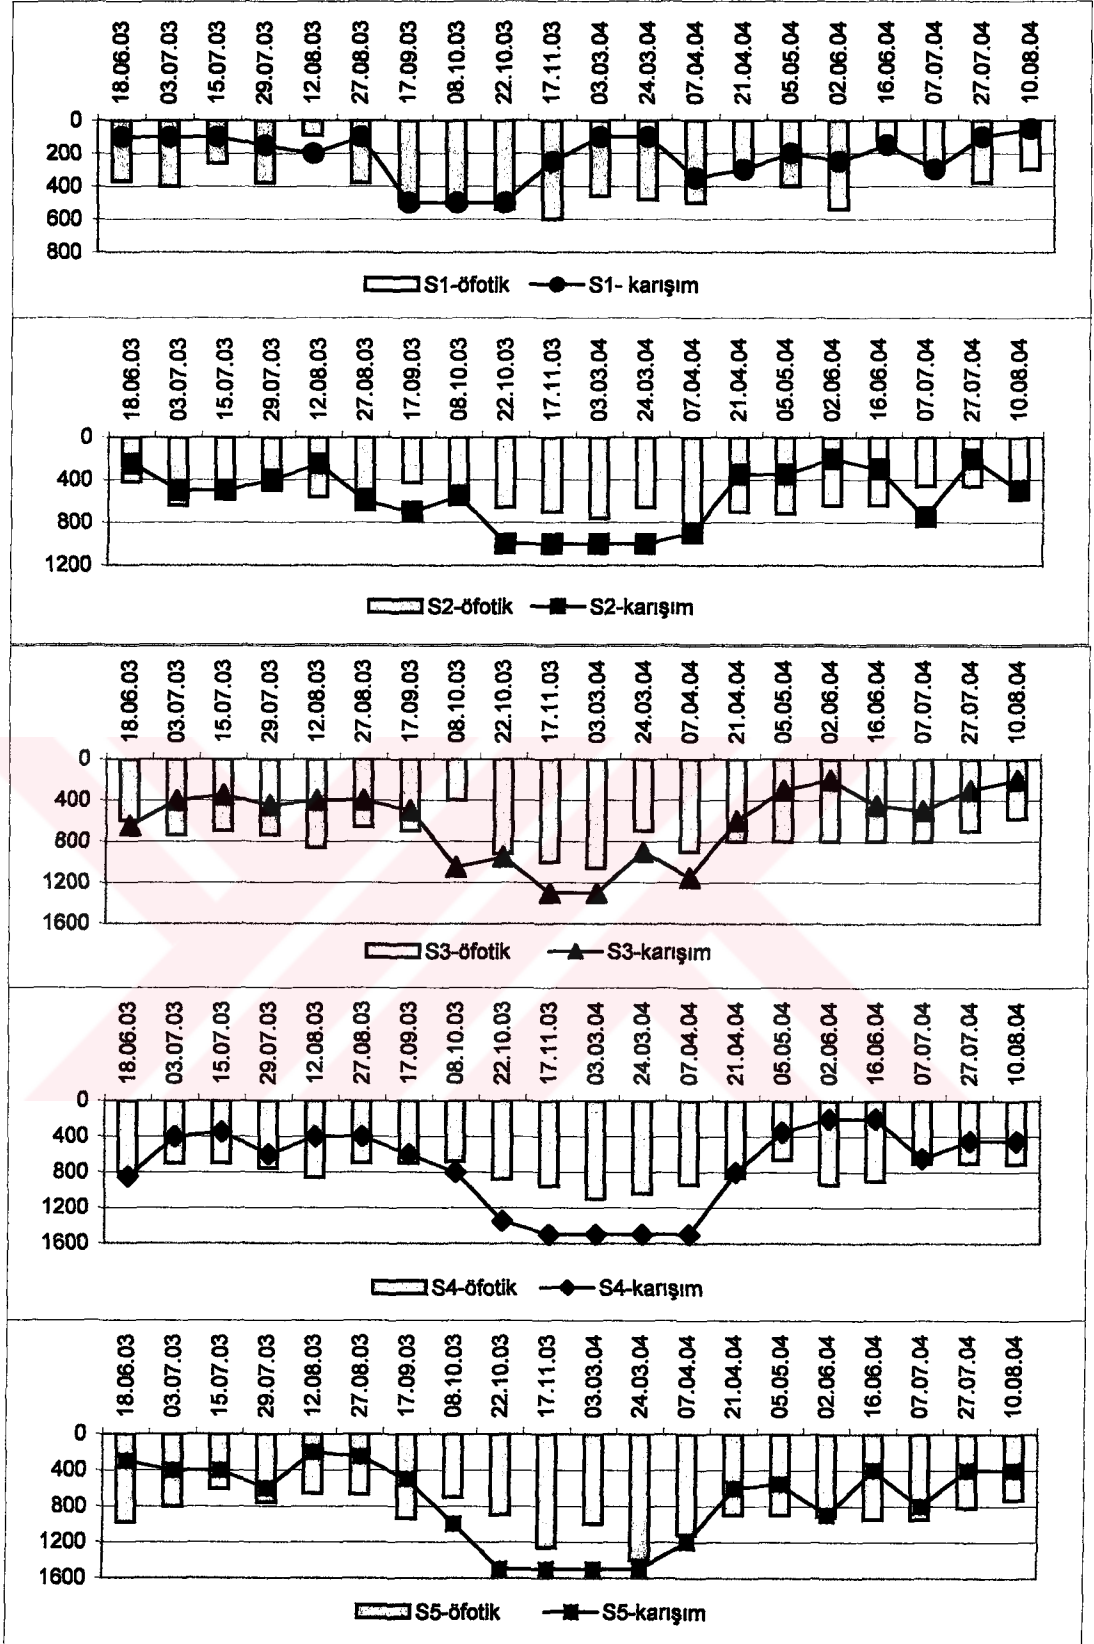 18.06.03 03.07.03 15.07.03 29.07.03 12.08.03 27.08.03 17.09.03 08.10.03 22.10.03 17.11.03 03.03.04 24.03.04 07.04.04 21.04.04 05.05.04 02.06.04 16.06.04 07.07.04 27.07.04 10.08.04
0
200
400
600
800
S1-öfotik S1- karışım
18.06.03 03.07.03 15.07.03 29.07.03 12.08.03 27.08.03 17.09.03 08.10.03 22.10.03 17.11.03 03.03.04 24.03.04 07.04.04 21.04.04 05.05.04 02.06.04 16.06.04 07.07.04 27.07.04 10.08.04
0
400
800
1200
S2-öfotik S2-karışım
18.06.03 03.07.03 15.07.03 29.07.03 12.08.03 27.08.03 17.09.03 08.10.03 22.10.03 17.11.03 03.03.04 24.03.04 07.04.04 21.04.04 05.05.04 02.06.04 16.06.04 07.07.04 27.07.04 10.08.04
0
400
800
1200
1600
S3-öfotik S3-karışım
18.06.03 03.07.03 15.07.03 29.07.03 12.08.03 27.08.03 17.09.03 08.10.03 22.10.03 17.11.03 03.03.04 24.03.04 07.04.04 21.04.04 05.05.04 02.06.04 16.06.04 07.07.04 27.07.04 10.08.04
0
400
800
1200
1600
S4-öfotik S4-karışım
18.06.03 03.07.03 15.07.03 29.07.03 12.08.03 27.08.03 17.09.03 08.10.03 22.10.03 17.11.03 03.03.04 24.03.04 07.04.04 21.04.04 05.05.04 02.06.04 16.06.04 07.07.04 27.07.04 10.08.04
0
400
800
1200
1600
S5-öfotik S5-karışım